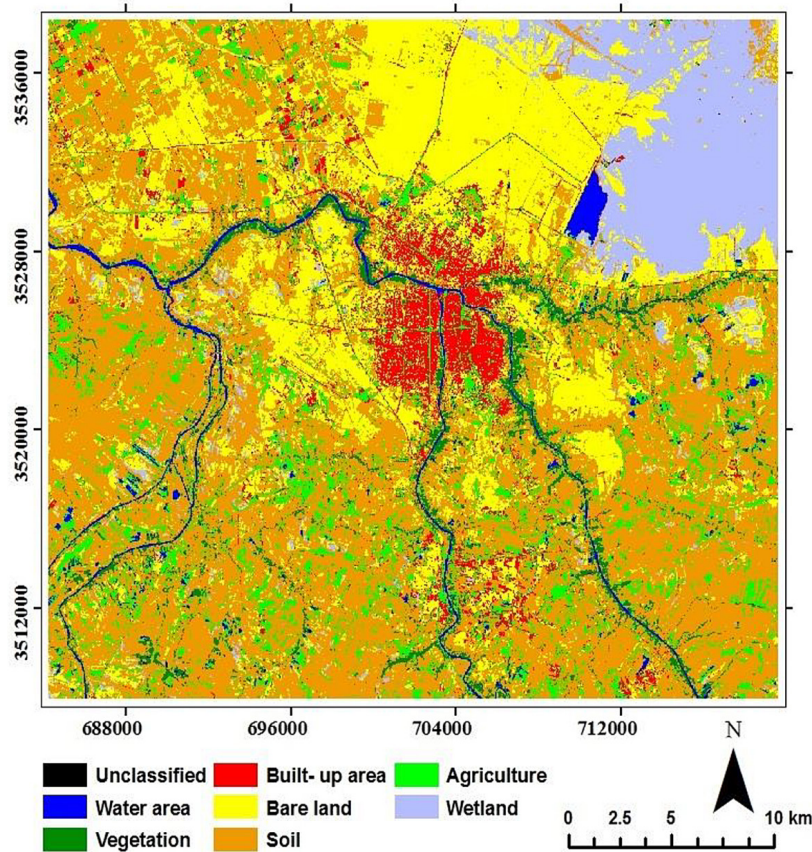 3536000
3528000
3520000
3512000
688000 696000 704000 712000
N
Unclassified Built- up area Agriculture
Water area Bare land Wetland
Vegetation Soil
0 2.5 5 10 km